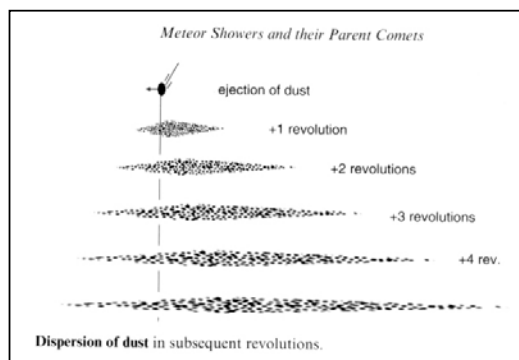 Meteor Showers and their Parent Comets
ejection of dust
+1 revolution
+2 revolutions
+3 revolutions
+4 rev.
Dispersion of dust in subsequent revolutions.